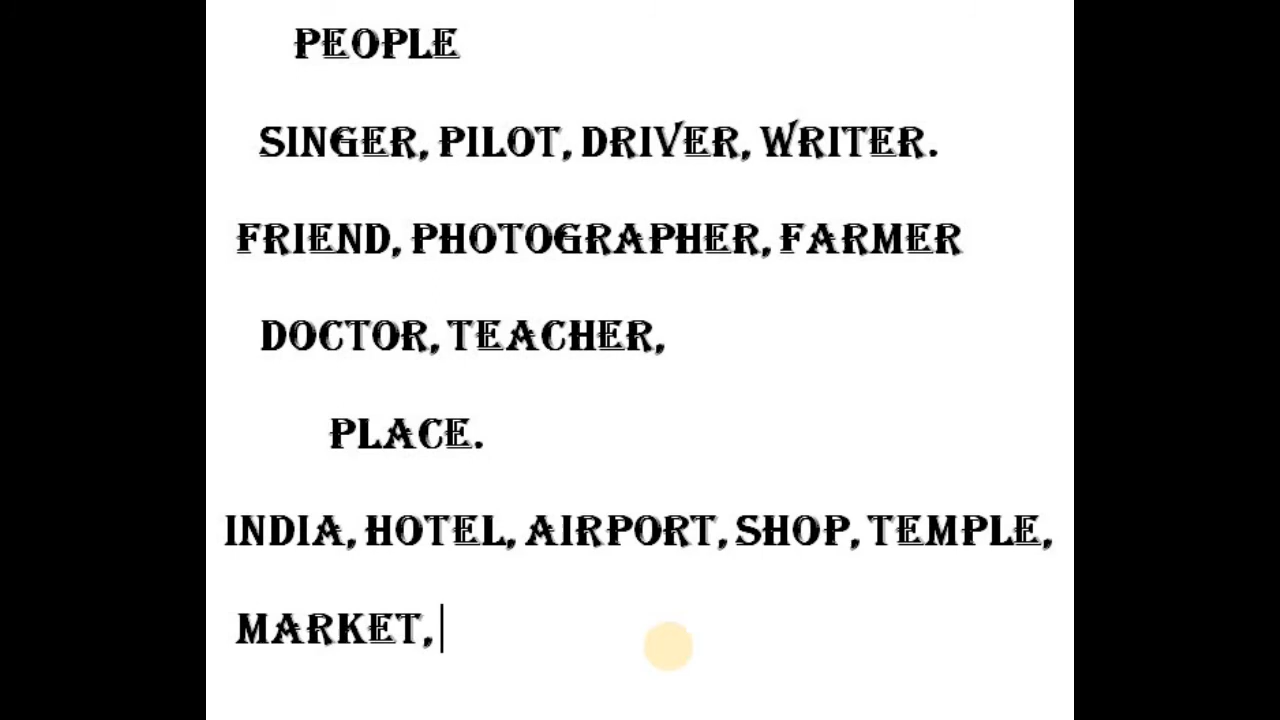 PEOPLE
SINGER, PILOT, DRIVER, WRITER.
FRIEND, PHOTOGRAPHER, FARMER
DOCTOR, TEACHER,
PLACE.
INDIA, HOTEL, AIRPORT, SHOP, TEMPLE,
MARKET,